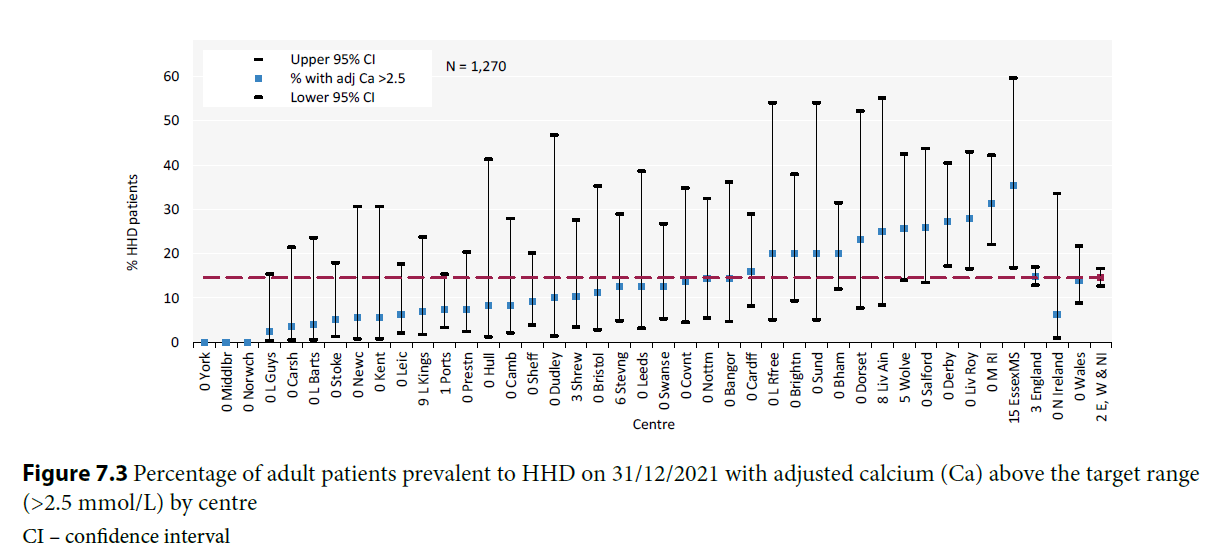 Upper 95% CI
% with adj Ca >2.5
Lower 95% CI
N = 1,270
60
50
40
30
20
10
0
% HHD patients
0 York
0 Middlbr
0 Norwch
0 L Guys
0 Carsh
0 L Barts
0 Stoke
0 Newc
0 Kent
0 Leic
9 L Kings
1 Ports
0 Prestn
0 Hull
0 Camb
0 Sheff
0 Dudley
3 Shrew
0 Bristol
6 Stevng
0 Leeds
0 Swanse
0 Covnt
0 Nottm
0 Bangor
0 Cardff
0 L Rfree
0 Brightn
0 Sund
0 Bham
0 Dorset
8 Liv Ain
5 Wolve
0 Salford
0 Derby
0 Liv Roy
0 M RI
15 EssexMS
3 England
0 N Ireland
0 Wales
2 E, W & NI
Centre
Figure 7.3 Percentage of adult patients prevalent to HHD on 31/12/2021 with adjusted calcium (Ca) above the target range
(>2.5 mmol/L) by centre
CI – confidence interval